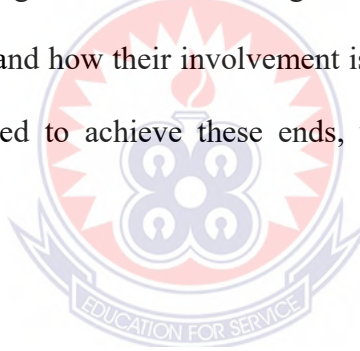 and how their involvement is
ed to achieve these ends,
EDUCATION FOR SERVICE